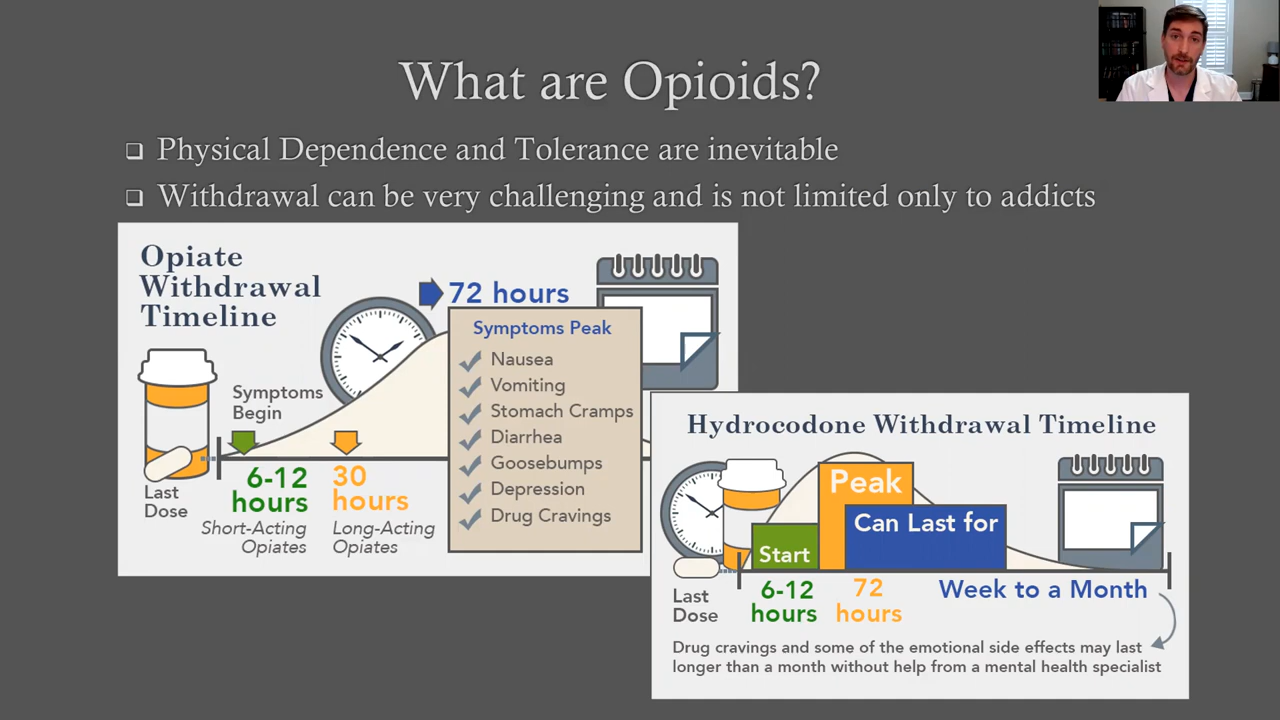 What are Opioids?
Physical Dependence and Tolerance are inevitable
Withdrawal can be very challenging and is not limited only to addicts
Opiate
Withdrawal
Timeline
72 hours
Symptoms Peak
Nausea
Vomiting
Stomach Cramps
Diarrhea
Goosebumps
Depression
Drug Cravings
Symptoms
Begin
Last
Dose
6-12
hours
Short-Acting
Opiates
30
hours
Long-Acting
Opiates
Hydrocodone Withdrawal Timeline
Peak
Can Last for
Start
Last
Dose
6-12
hours
72
hours
Week to a Month
Drug cravings and some of the emotional side effects may last
longer than a month without help from a mental health specialist